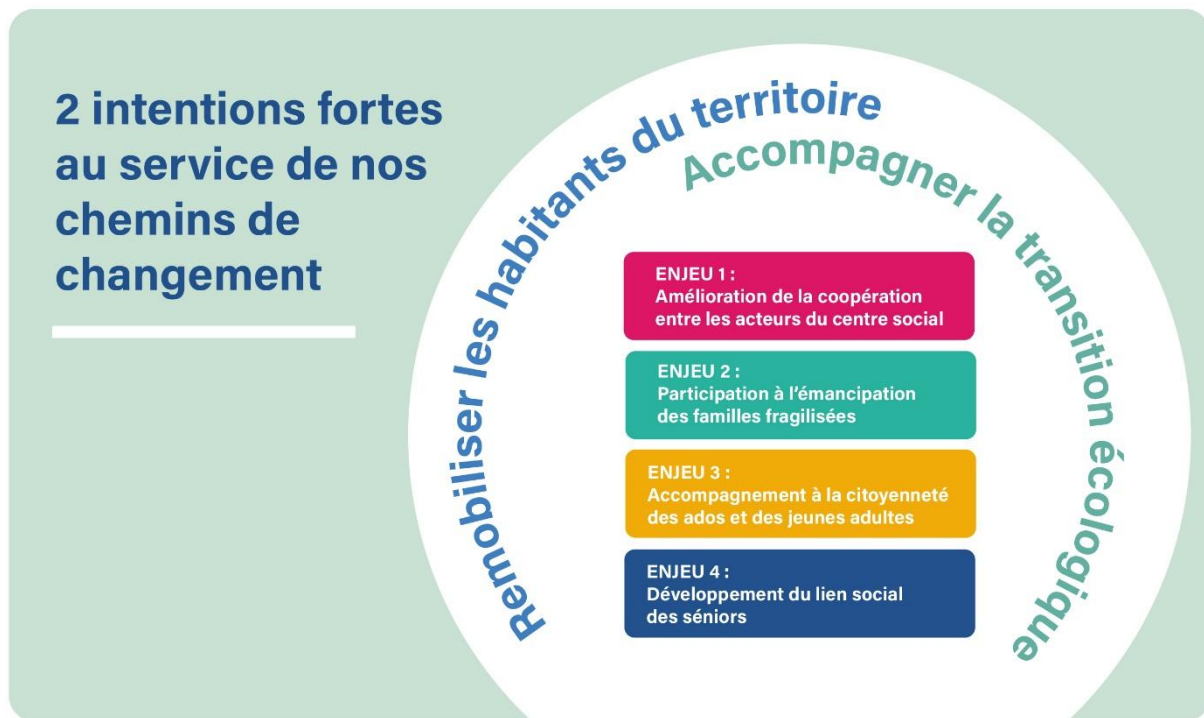 2 intentions fortes
au service de nos
chemins de
changement
Remobiliser les habitants du territoire
Accompagner la transition écologique
ENJEU 1 :
Amélioration de la coopération
entre les acteurs du centre social
ENJEU 2 :
Participation à l'émancipation
des familles fragilisées
ENJEU 3 :
Accompagnement à la citoyenneté
des ados et des jeunes adultes
ENJEU 4 :
Développement du lien social
des séniors